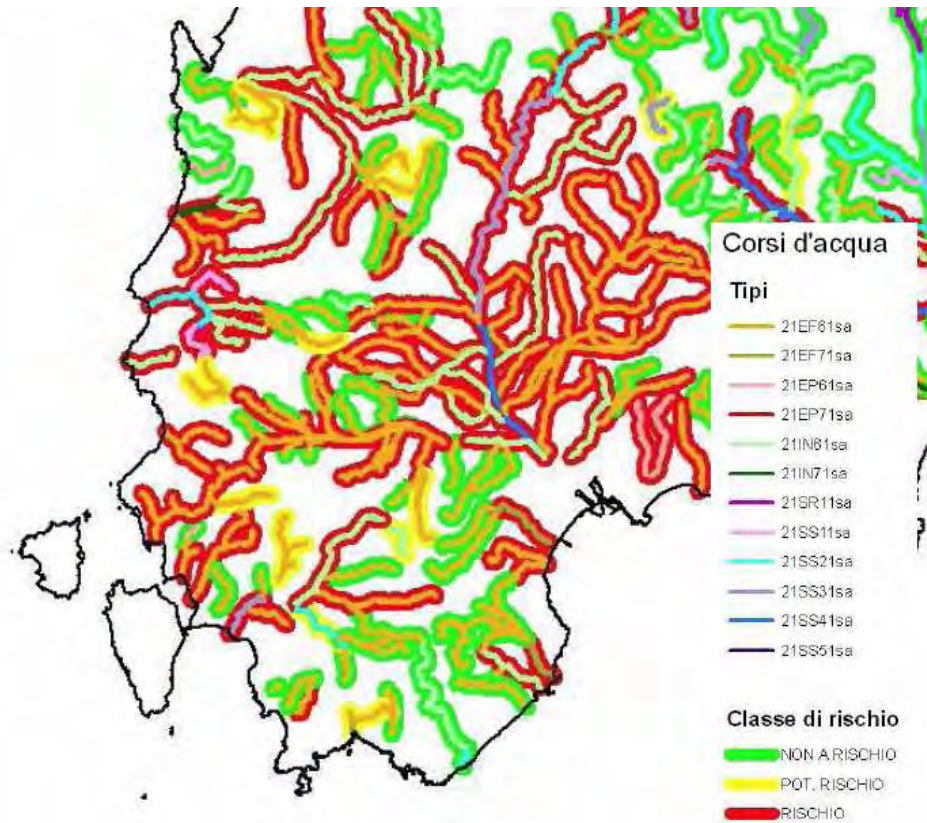 Corsi d'acqua
Tipi
21EF61sa
21EF71sa
21EP61sa
21EP71sa
21IN61sa
21IN71sa
21SR11sa
21SS11sa
21SS21sa
21SS31sa
21SS41sa
21SS51sa
Classe di rischio
NON A RISCHIO
POT. RISCHIO
RISCHIO